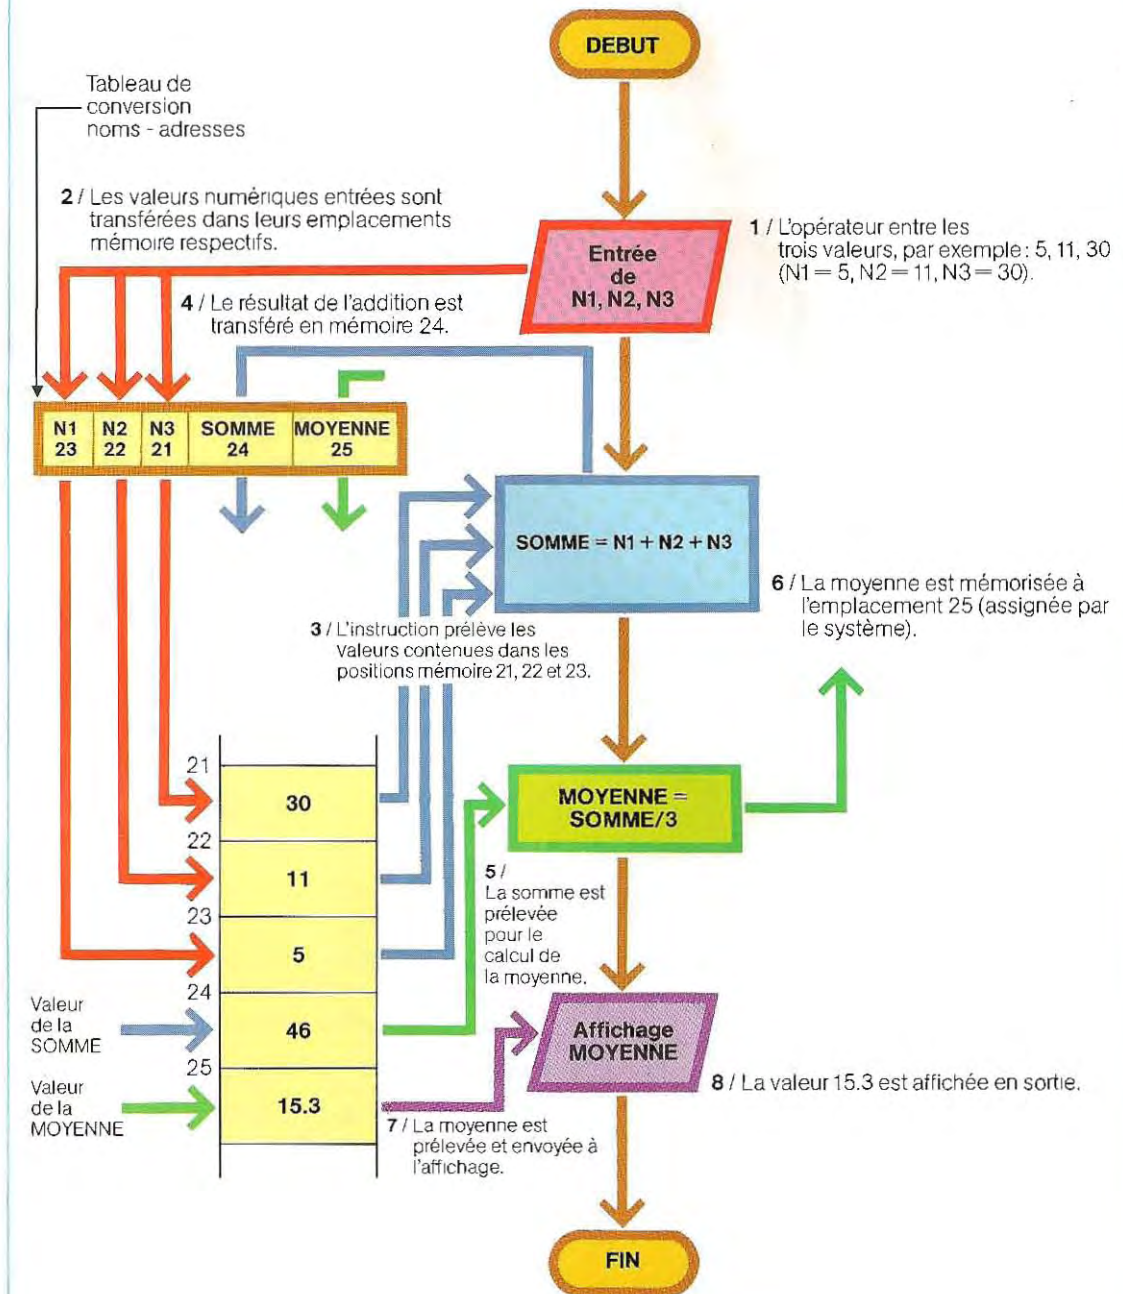 DEBUT
Tableau de
conversion
noms - adresses
2 / Les valeurs numériques entrées sont
transférées dans leurs emplacements
mémoire respectifs.
1 / L'opérateur entre les
trois valeurs, par exemple : 5, 11, 30
(N1 = 5, N2 = 11, N3 = 30).
Entrée
de
N1, N2, N3
4 / Le résultat de l'addition est
transféré en mémoire 24.
N1 N2 N3 SOMME MOYENNE
23 22 21 24 25
SOMME = N1 + N2 + N3
6 / La moyenne est mémorisée à
l'emplacement 25 (assignée par
le système).
3 / L'instruction prélève les
valeurs contenues dans les
positions mémoire 21, 22 et 23.
21
30
22
11
23
5
24
46
25
15.3
MOYENNE =
SOMME/3
5 /
La somme est
prélevée
pour le
calcul de
la moyenne.
Valeur
de la
SOMME
Valeur
de la
MOYENNE
Affichage
MOYENNE
8 / La valeur 15.3 est affichée en sortie.
7 / La moyenne est
prélevée et envoyée à
l'affichage.
FIN